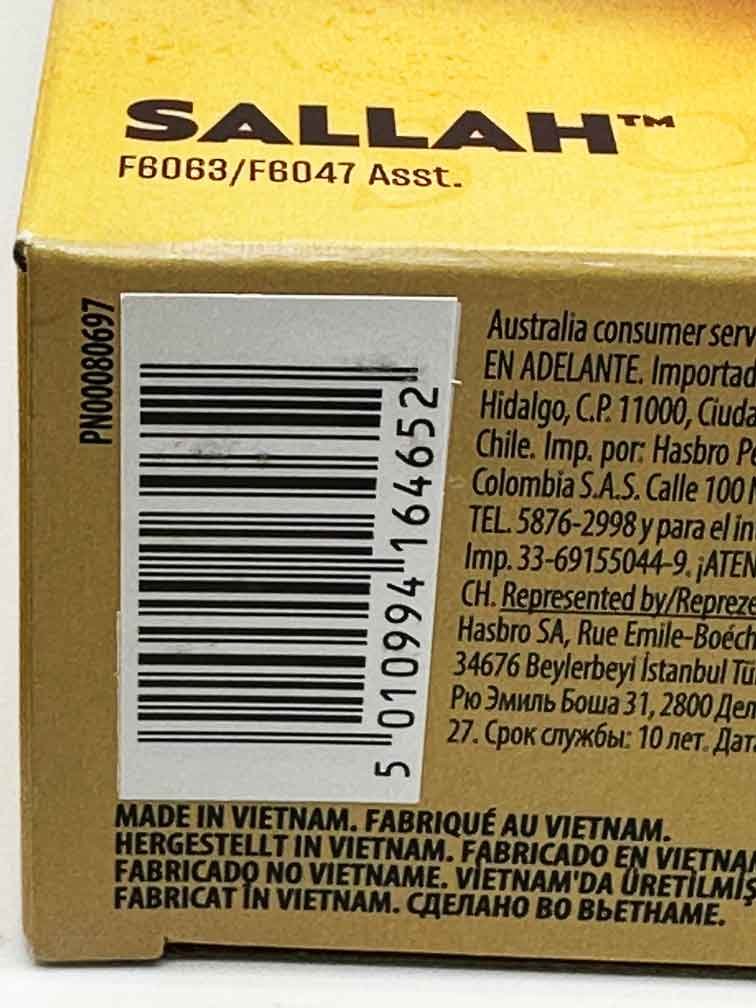 SALLAH™
F6063/F6047 Asst.
PN00080697
5 010994 164652
Australia consumer serv
EN ADELANTE. Importad
Hidalgo, C.P. 11000, Ciuda
Chile. Imp. por: Hasbro Pe
Colombia S.A.S. Calle 100
TEL. 5876-2998 y para el in
Imp. 33-69155044-9. ¡ATEN
CH. Represented by/Repreze
Hasbro SA, Rue Emile-Boéch
34676 Beylerbeyi İstanbul Tü
Рю Эмиль Боша 31, 2800 Дел
27. Срок службы: 10 лет. Дат
MADE IN VIETNAM. FABRIQUÉ AU VIETNAM.
HERGESTELLT IN VIETNAM. FABRICADO EN VIETNA
FABRICADO NO VIETNAME. VİETNAM'DA ÜRETİLMİŞ
FABRICAT ÎN VIETNAM. СДЕЛАНО ВО ВЬЕТНАМЕ.